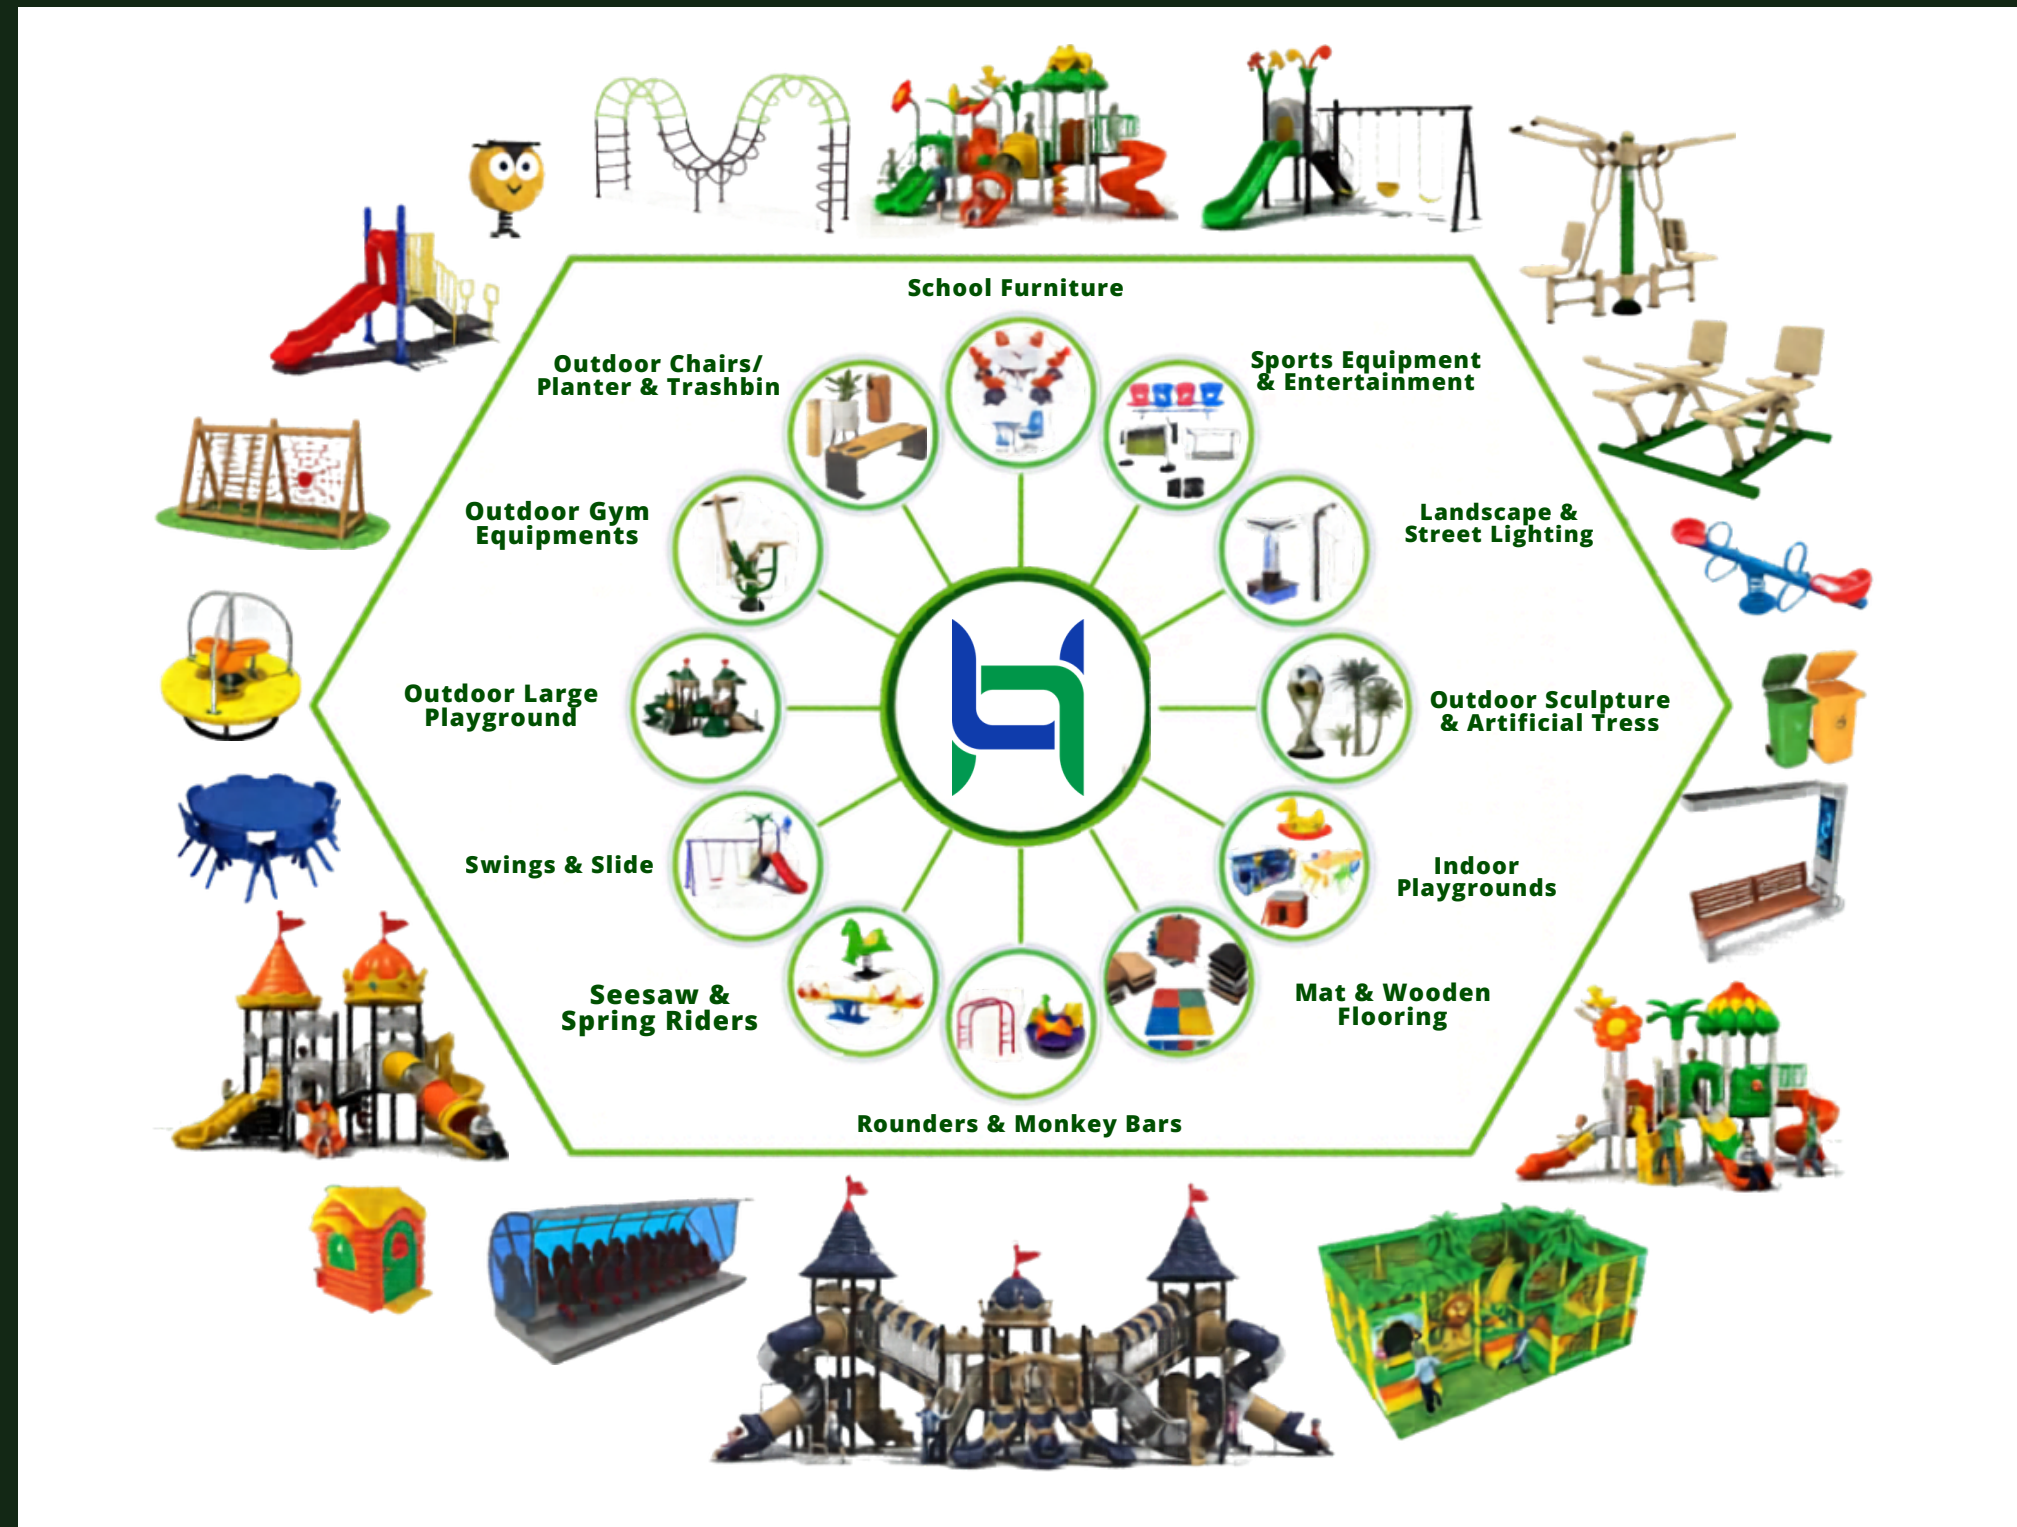 School Furniture
Outdoor Chairs/
Planter & Trashbin
Sports Equipment
& Entertainment
Outdoor Gym
Equipments
Landscape &
Street Lighting
Outdoor Large
Playground
Outdoor Sculpture
& Artificial Tress
Swings & Slide
Indoor
Playgrounds
Seesaw &
Spring Riders
Mat & Wooden
Flooring
Rounders & Monkey Bars